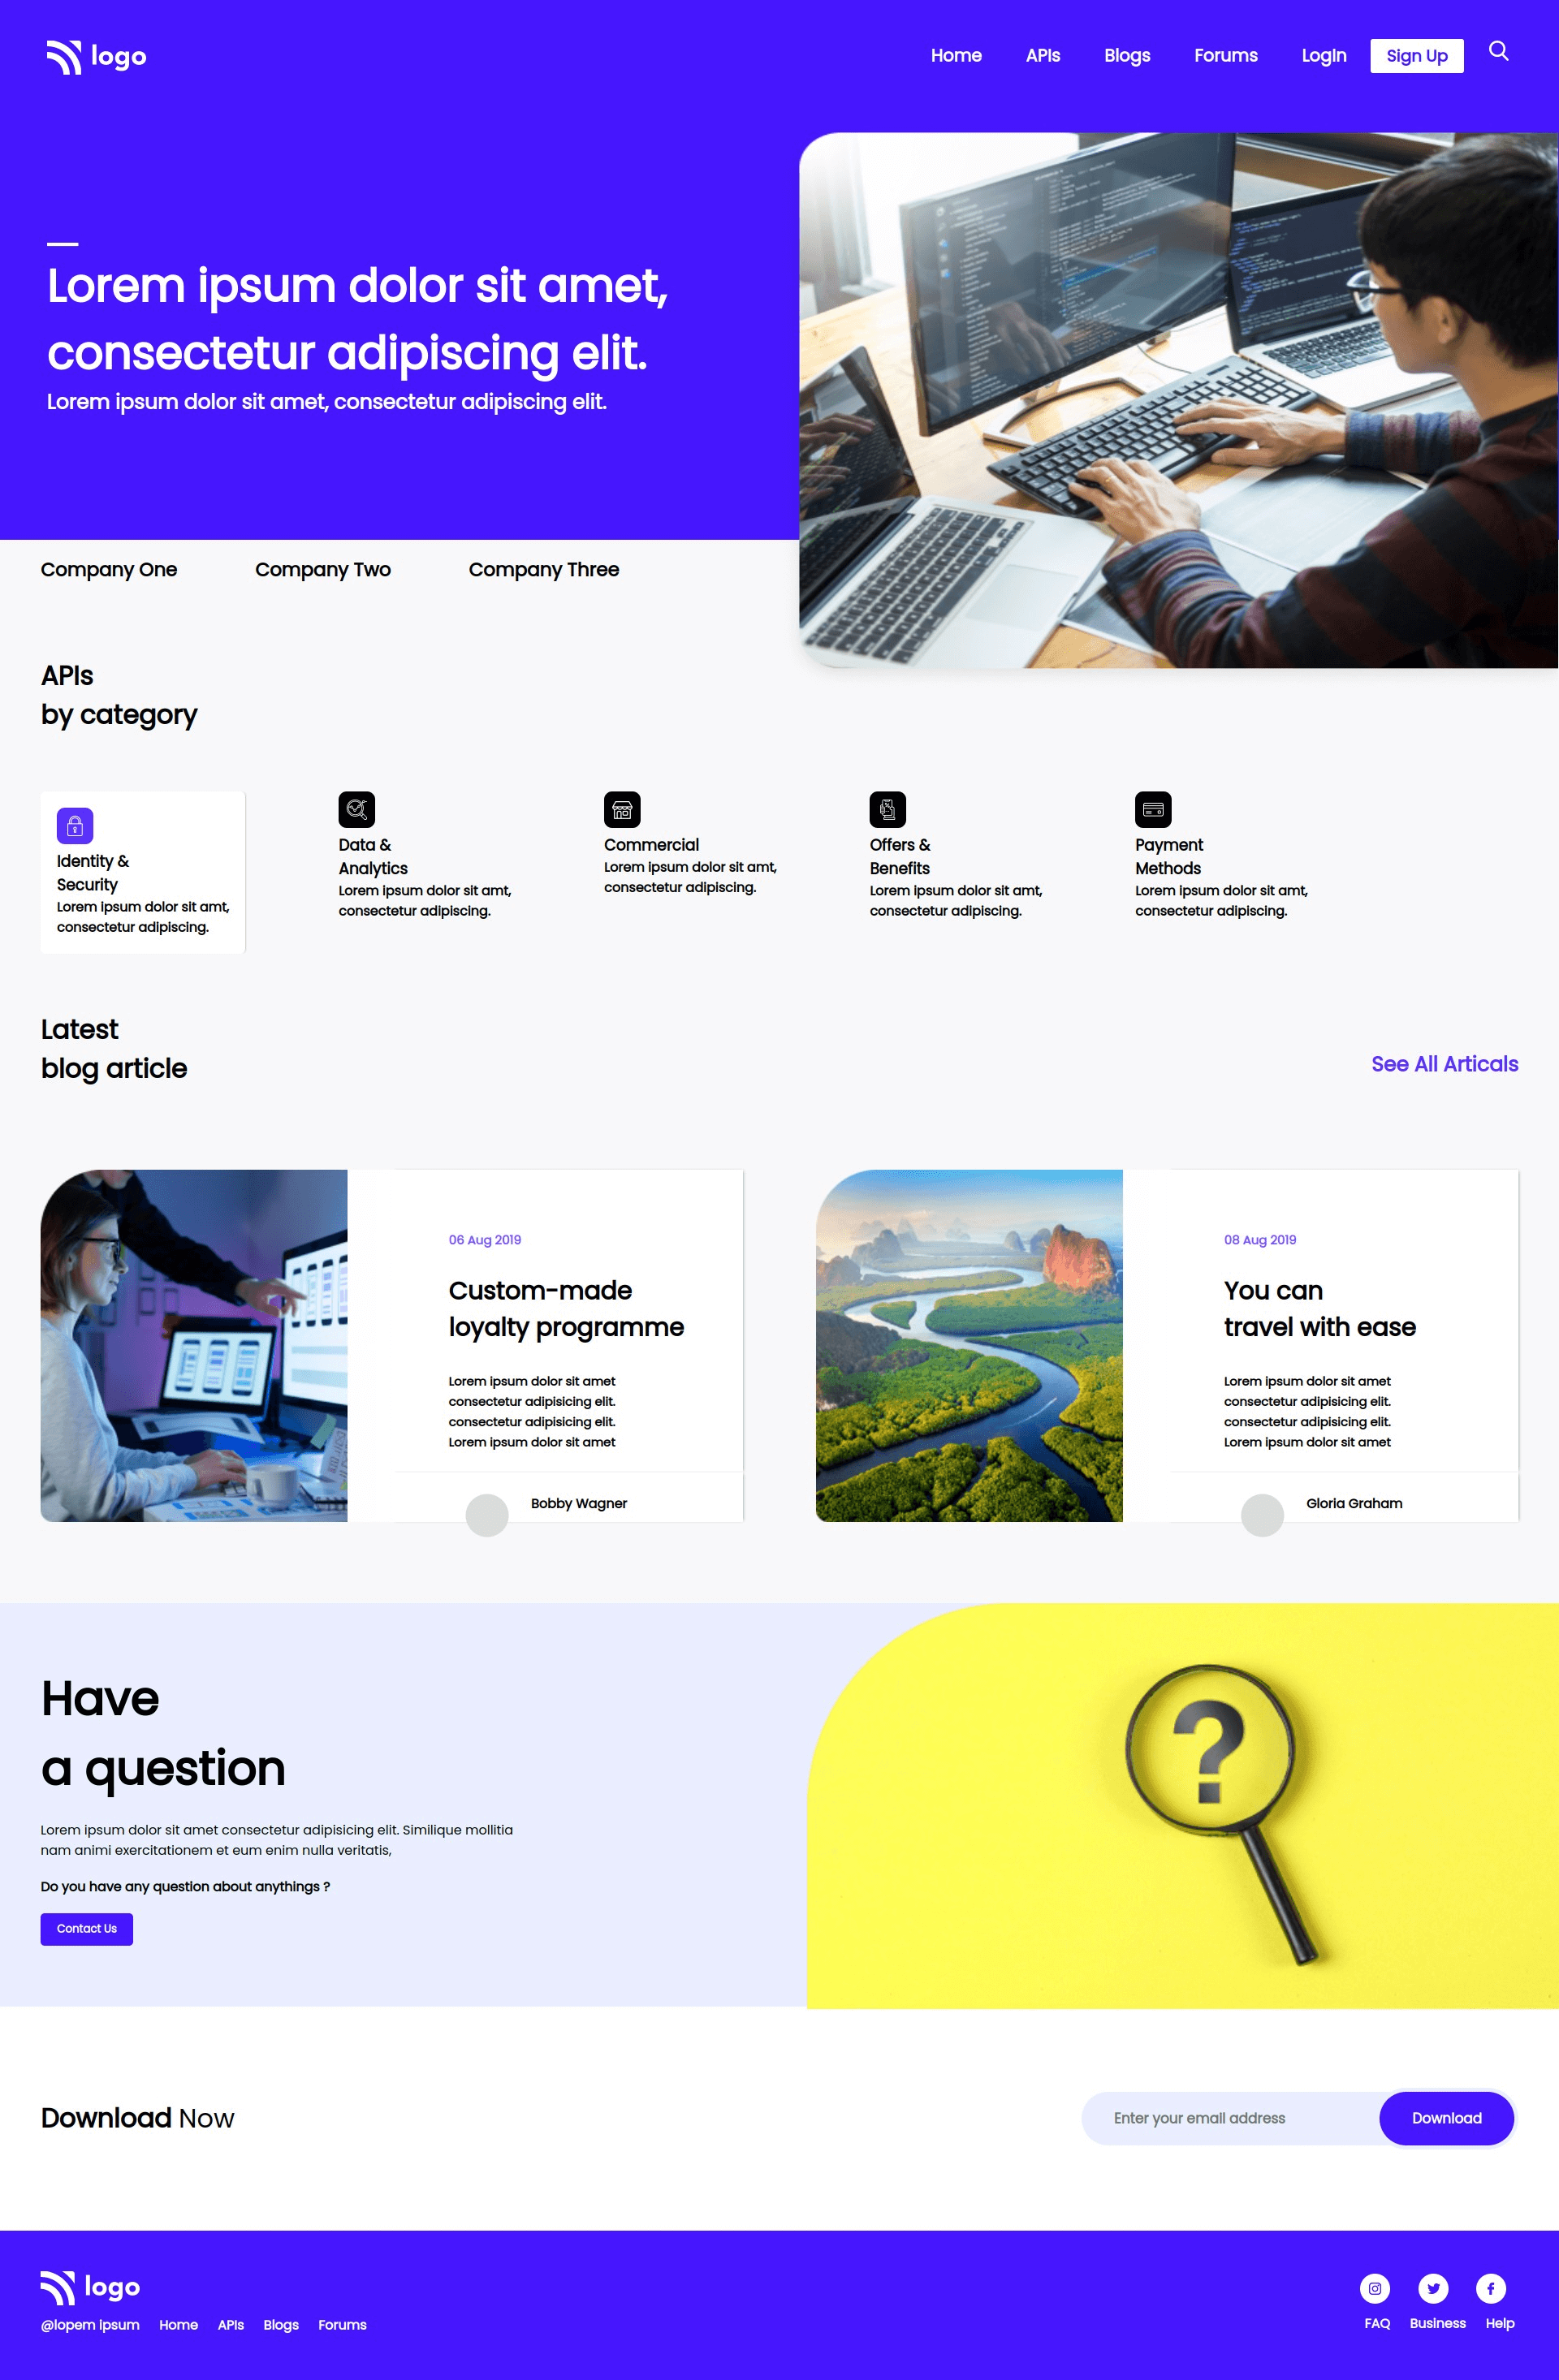 logo
Home APIs Blogs Forums LogIn Sign Up
Lorem ipsum dolor sit amet,
consectetur adipiscing elit.
Lorem ipsum dolor sit amet, consectetur adipiscing elit.
Company One Company Two Company Three
APIs
by category
Identity &
Security
Lorem ipsum dolor sit amt,
consectetur adipiscing.
Data &
Analytics
Lorem ipsum dolor sit amt,
consectetur adipiscing.
Commercial
Lorem ipsum dolor sit amt,
consectetur adipiscing.
Offers &
Benefits
Lorem ipsum dolor sit amt,
consectetur adipiscing.
Payment
Methods
Lorem ipsum dolor sit amt,
consectetur adipiscing.
Latest
blog article
See All Articals
06 Aug 2019
Custom-made
loyalty programme
Lorem ipsum dolor sit amet
consectetur adipisicing elit.
consectetur adipisicing elit.
Lorem ipsum dolor sit amet
Bobby Wagner
08 Aug 2019
You can
travel with ease
Lorem ipsum dolor sit amet
consectetur adipisicing elit.
consectetur adipisicing elit.
Lorem ipsum dolor sit amet
Gloria Graham
Have
a question
Lorem ipsum dolor sit amet consectetur adipisicing elit. Similique mollitia
nam animi exercitationem et eum enim nulla veritatis,
Do you have any question about anythings ?
Contact Us
?
Download Now
Enter your email address
Download
logo
@lopem ipsum Home APIs Blogs Forums
FAQ Business Help